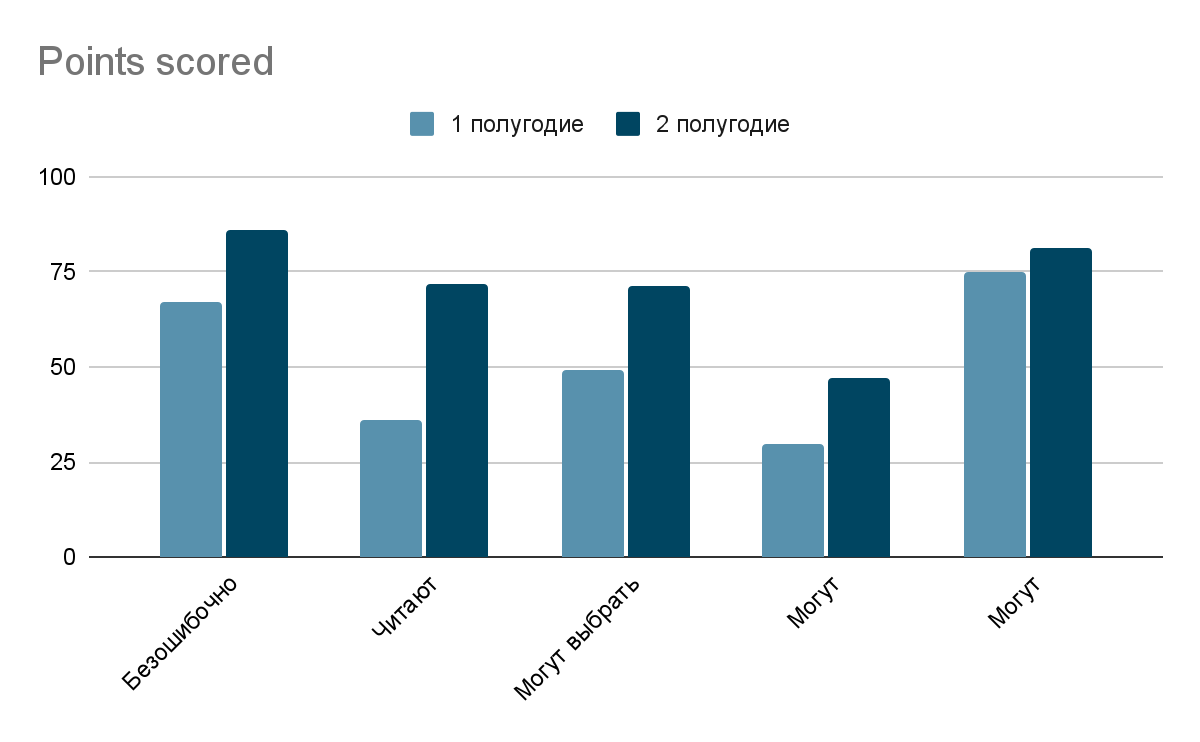 Points scored
1 полугодие
2 полугодие
100
75
50
25
0
Безошибочно
Читают
Могут выбрать
Могут
Могут